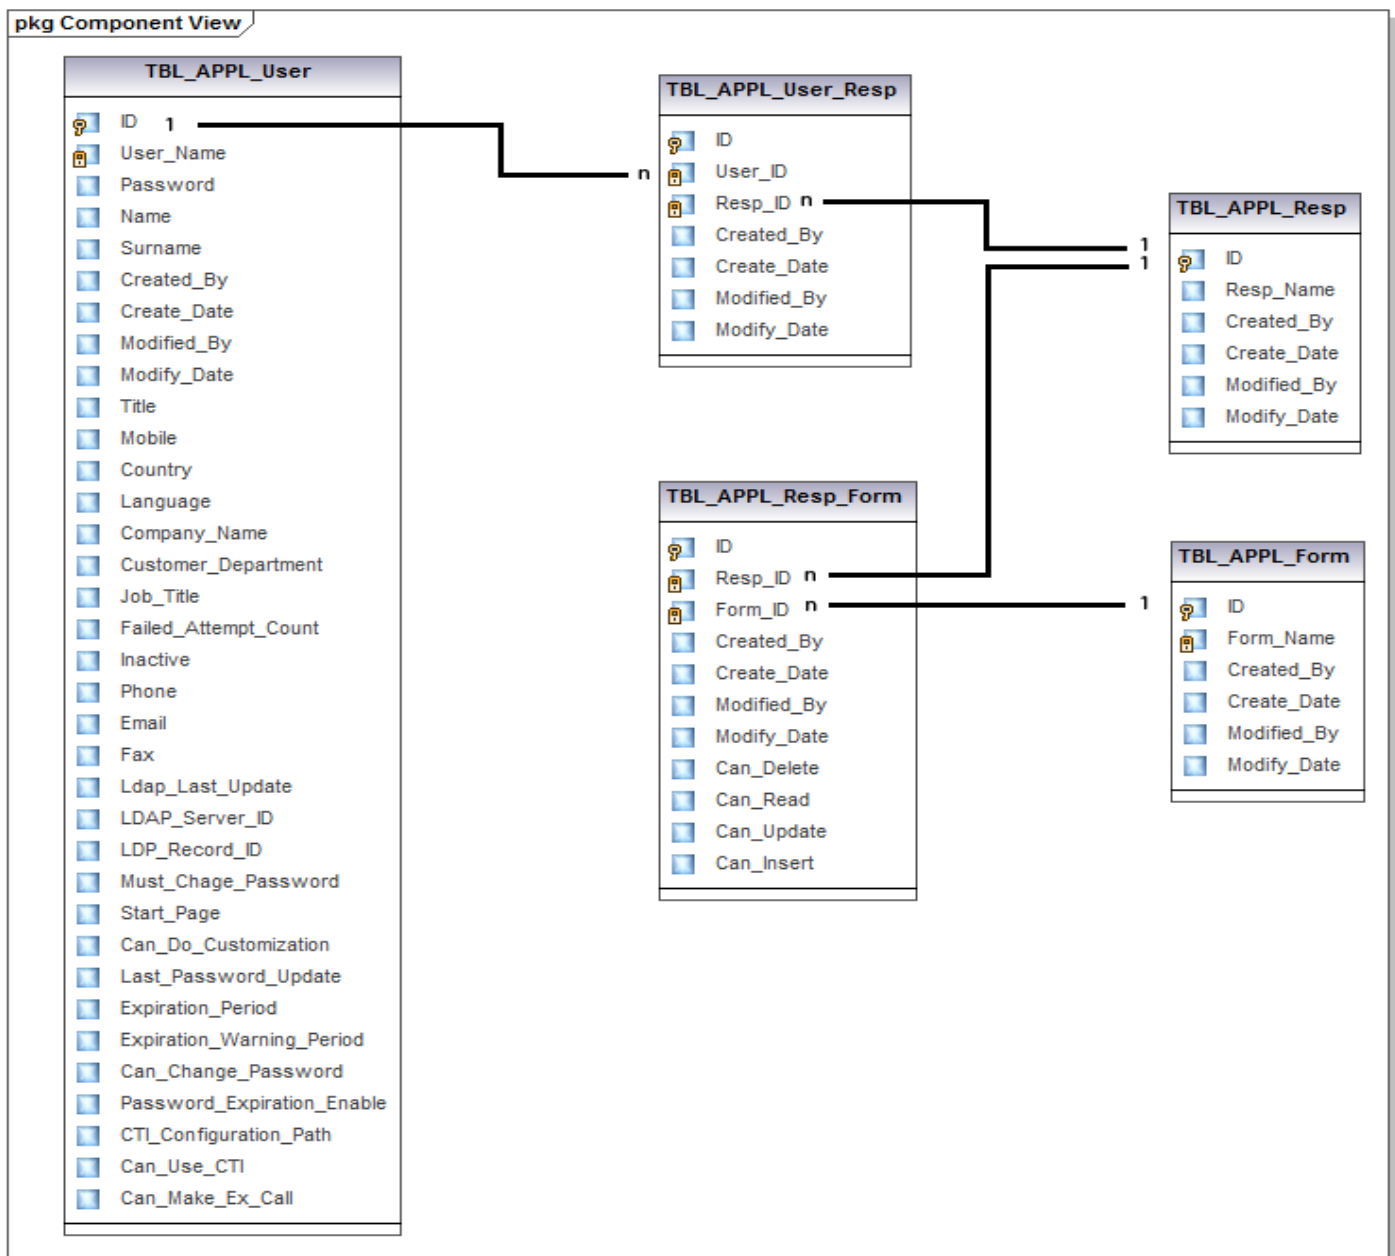 pkg Component View
TBL_APPL_User
ID 1
User_Name
Password
Name
Surname
Created_By
Create_Date
Modified_By
Modify_Date
Title
Mobile
Country
Language
Company_Name
Customer_Department
Job_Title
Failed_Attempt_Count
Inactive
Phone
Email
Fax
Ldap_Last_Update
LDAP_Server_ID
LDP_Record_ID
Must_Chage_Password
Start_Page
Can_Do_Customization
Last_Password_Update
Expiration_Period
Expiration_Warning_Period
Can_Change_Password
Password_Expiration_Enable
CTI_Configuration_Path
Can_Use_CTI
Can_Make_Ex_Call
TBL_APPL_User_Resp
ID
n User_ID
Resp_ID n
Created_By
Create_Date
Modified_By
Modify_Date
TBL_APPL_Resp_Form
ID
Resp_ID n
Form_ID n
Created_By
Create_Date
Modified_By
Modify_Date
Can_Delete
Can_Read
Can_Update
Can_Insert
TBL_APPL_Resp
1
1 ID
Resp_Name
Created_By
Create_Date
Modified_By
Modify_Date
TBL_APPL_Form
1 ID
Form_Name
Created_By
Create_Date
Modified_By
Modify_Date